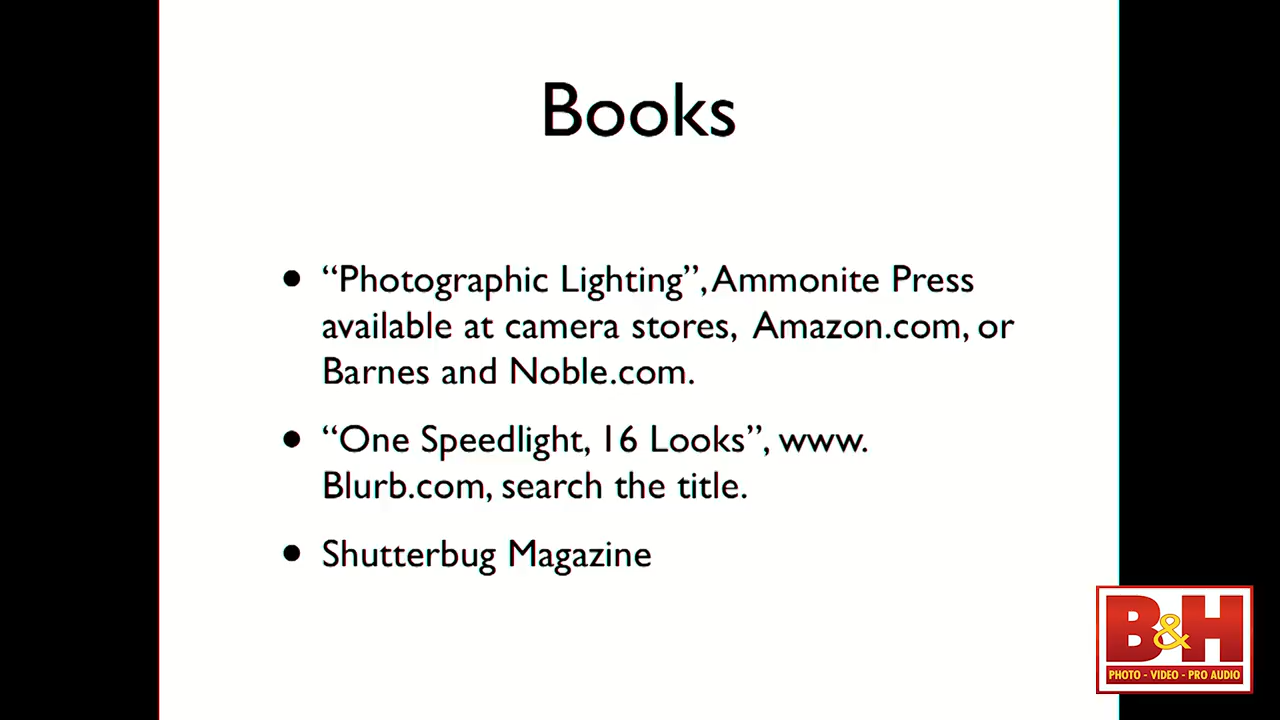 Books
• “Photographic Lighting”, Ammonite Press
available at camera stores, Amazon.com, or
Barnes and Noble.com.
• “One Speedlight, 16 Looks”, www.
Blurb.com, search the title.
• Shutterbug Magazine
B&H
PHOTO - VIDEO - PRO AUDIO